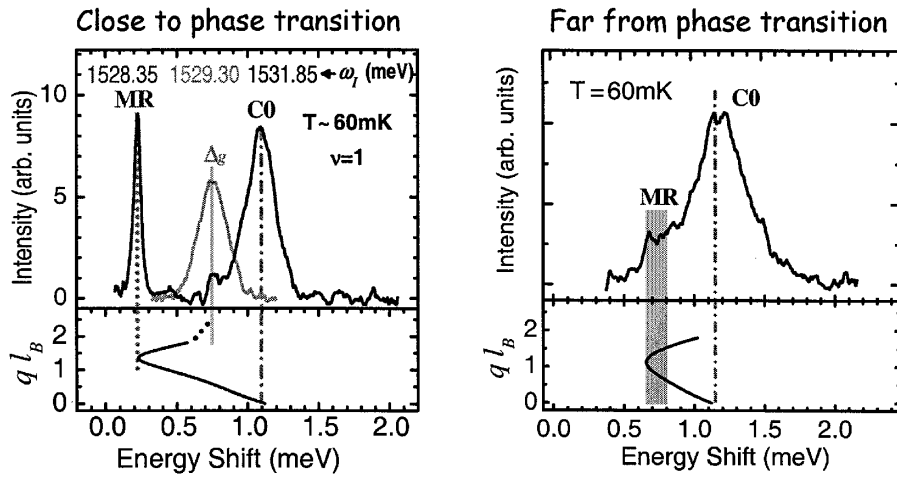 Close to phase transition
1528.35 1529.30 1531.85 ← ω_I (meV)
MR
C0
T~ 60mK
ν=1
Δg
Intensity (arb. units)
10
5
0
q l_B
2
1
0
0.0 0.5 1.0 1.5 2.0
Energy Shift (meV)
Far from phase transition
T = 60mK
C0
MR
Intensity (arb. units)
q l_B
2
1
0
0.0 0.5 1.0 1.5 2.0
Energy Shift (meV)